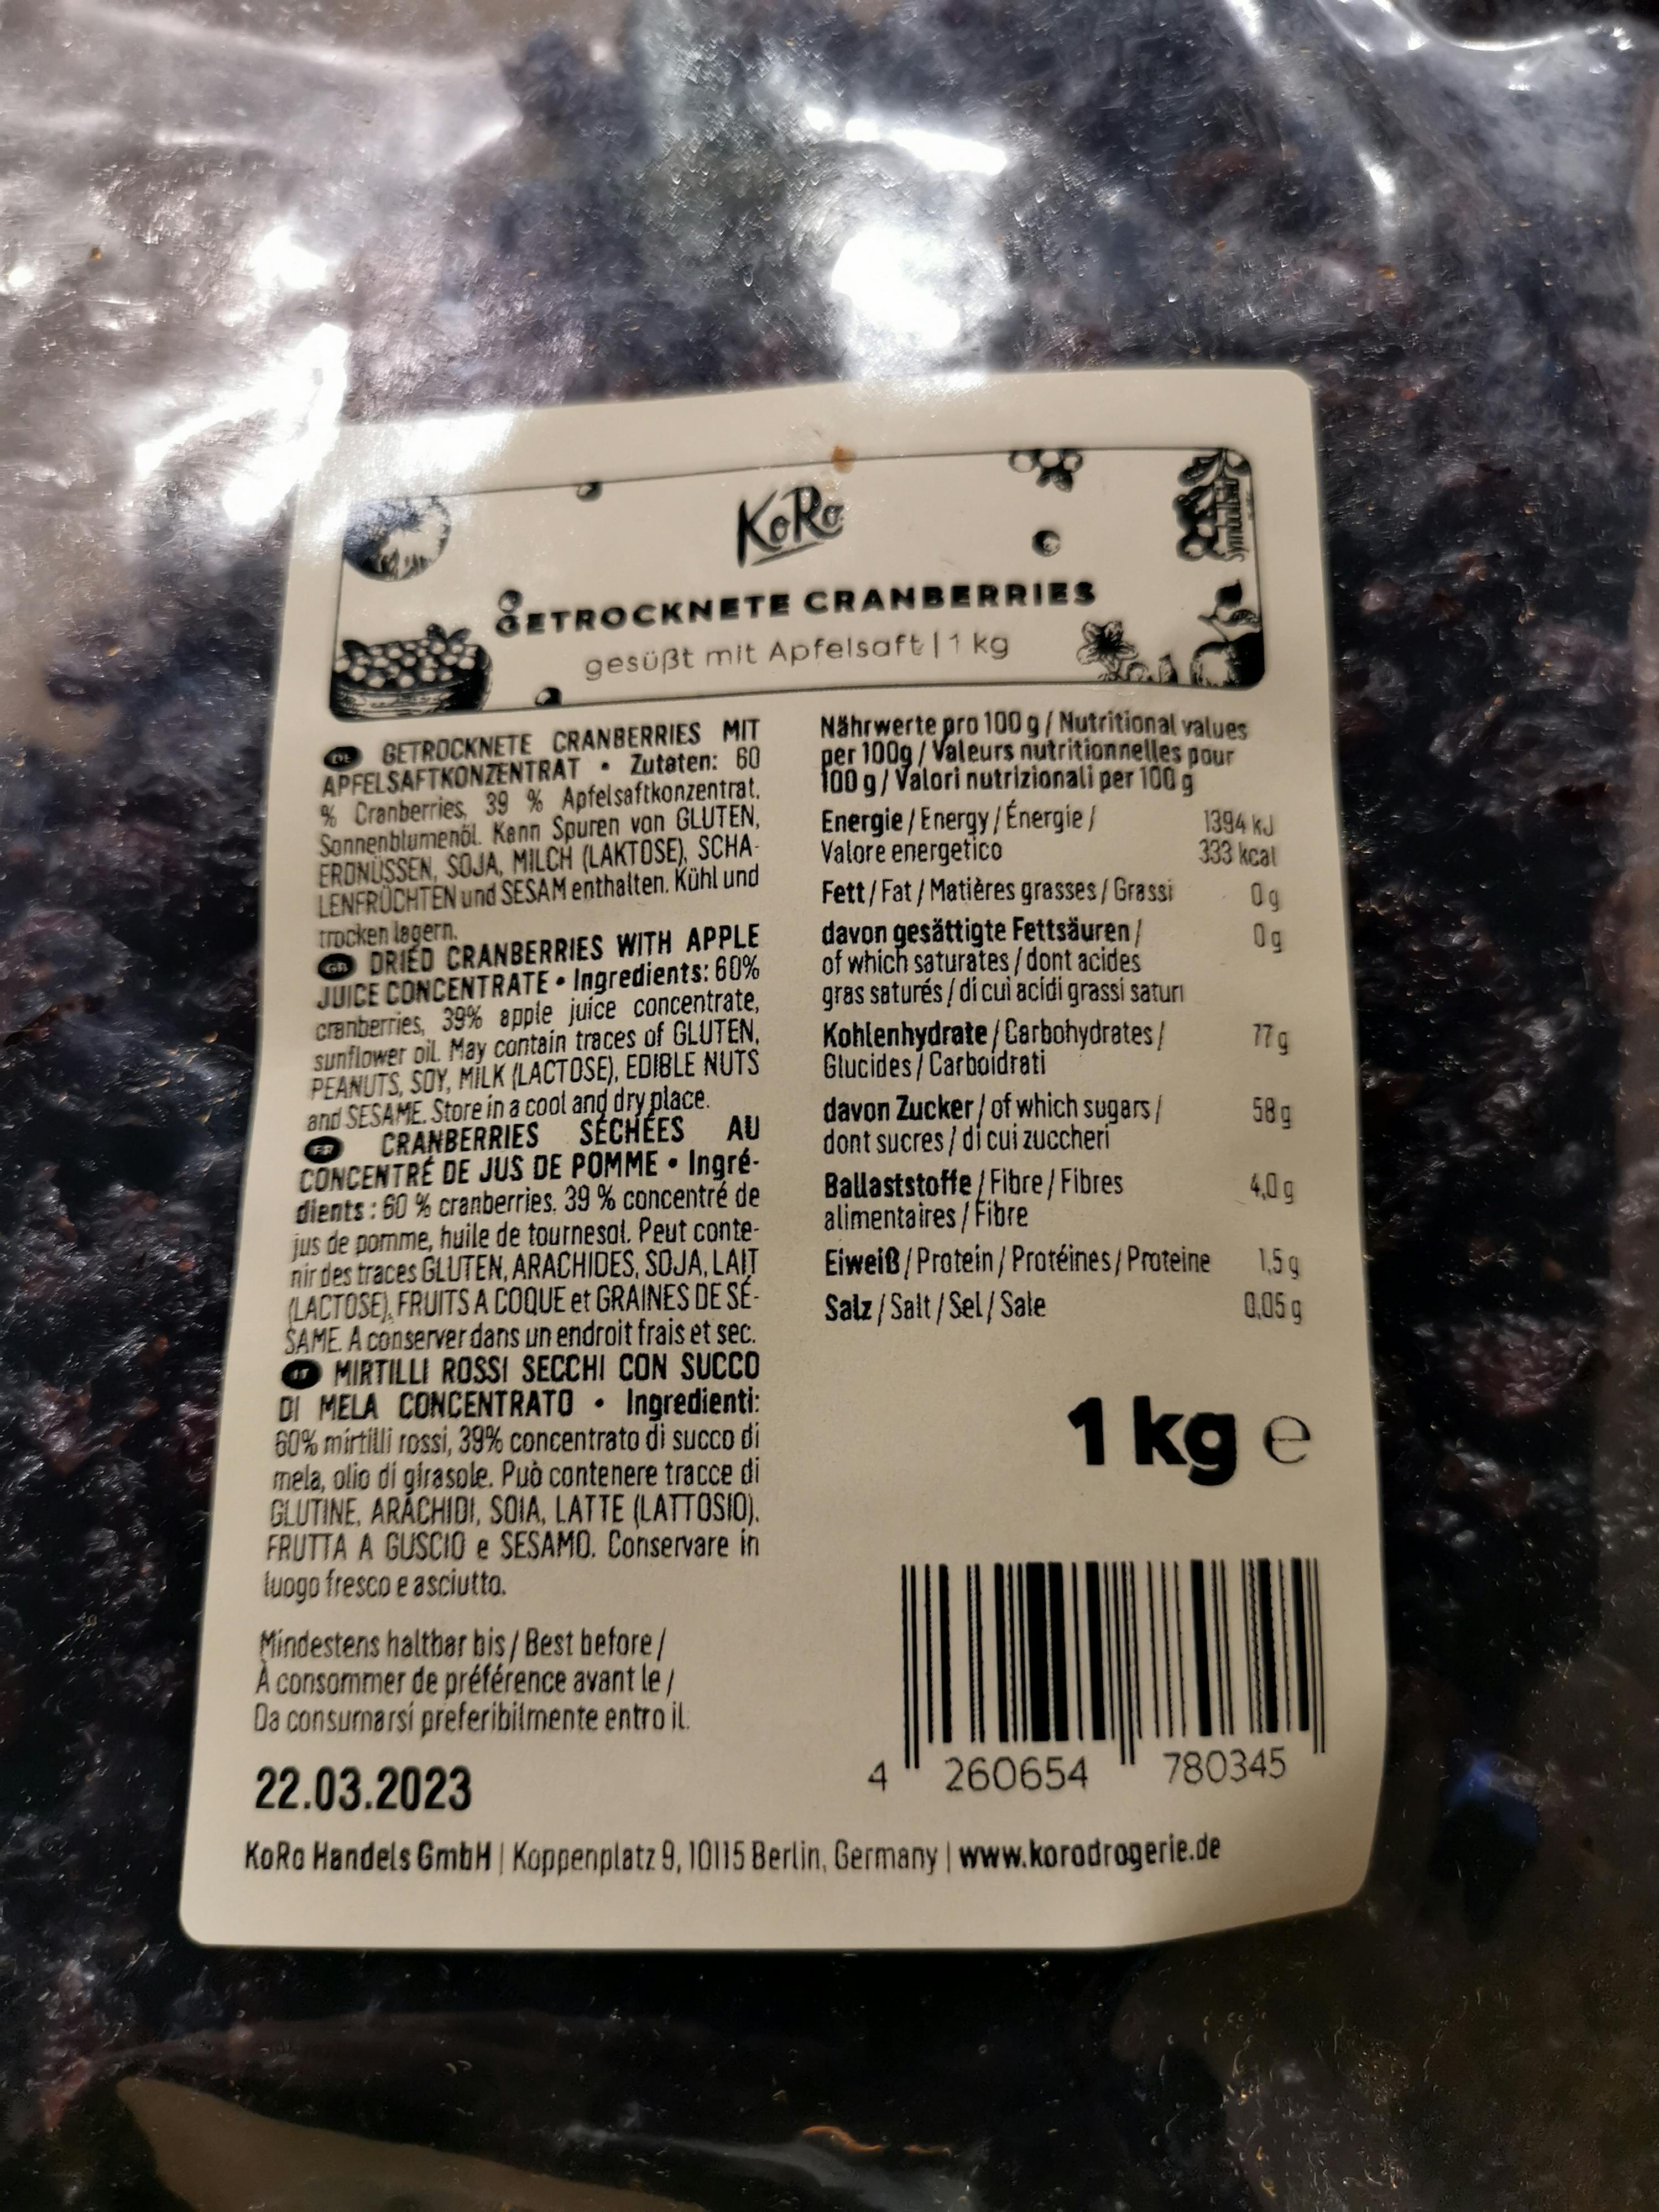 KoRo
GETROCKNETE CRANBERRIES
gesüßt mit Apfelsaft | 1 kg
Symbolbild
DE GETROCKNETE CRANBERRIES MIT
APFELSAFTKONZENTRAT • Zutaten: 60
% Cranberries, 39 % Apfelsaftkonzentrat,
Sonnenblumenöl. Kann Spuren von GLUTEN,
ERDNÜSSEN, SOJA, MILCH (LAKTOSE), SCHA-
LENFRÜCHTEN und SESAM enthalten. Kühl und
trocken lagern.
GB DRIED CRANBERRIES WITH APPLE
JUICE CONCENTRATE • Ingredients: 60%
cranberries, 39% apple juice concentrate,
sunflower oil. May contain traces of GLUTEN,
PEANUTS, SOY, MILK (LACTOSE), EDIBLE NUTS
and SESAME. Store in a cool and dry place.
FR CRANBERRIES SÉCHÉES AU
CONCENTRÉ DE JUS DE POMME • Ingré-
dients : 60 % cranberries, 39 % concentré de
jus de pomme, huile de tournesol. Peut conte-
nir des traces GLUTEN, ARACHIDES, SOJA, LAIT
(LACTOSE), FRUITS A COQUE et GRAINES DE SÉ-
SAME. A conserver dans un endroit frais et sec.
IT MIRTILLI ROSSI SECCHI CON SUCCO
DI MELA CONCENTRATO • Ingredienti:
60% mirtilli rossi, 39% concentrato di succo di
mela, olio di girasole. Può contenere tracce di
GLUTINE, ARACHIDI, SOIA, LATTE (LATTOSIO),
FRUTTA A GUSCIO e SESAMO. Conservare in
luogo fresco e asciutto.
Mindestens haltbar bis / Best before /
À consommer de préférence avant le /
Da consumarsi preferibilmente entro il:
22.03.2023
Nährwerte pro 100 g / Nutritional values
per 100g / Valeurs nutritionnelles pour
100 g / Valori nutrizionali per 100 g
Energie / Energy / Énergie / 1394 kJ
Valore energetico 333 kcal
Fett / Fat / Matières grasses / Grassi 0 g
davon gesättigte Fettsäuren / 0 g
of which saturates / dont acides
gras saturés / di cui acidi grassi saturi
Kohlenhydrate / Carbohydrates / 77 g
Glucides / Carboidrati
davon Zucker / of which sugars / 58 g
dont sucres / di cui zuccheri
Ballaststoffe / Fibre / Fibres 4,0 g
alimentaires / Fibre
Eiweiß / Protein / Protéines / Proteine 1,5 g
Salz / Salt / Sel / Sale 0,05 g
1 kg e
4 260654 780345
KoRo Handels GmbH | Koppenplatz 9, 10115 Berlin, Germany | www.korodrogerie.de